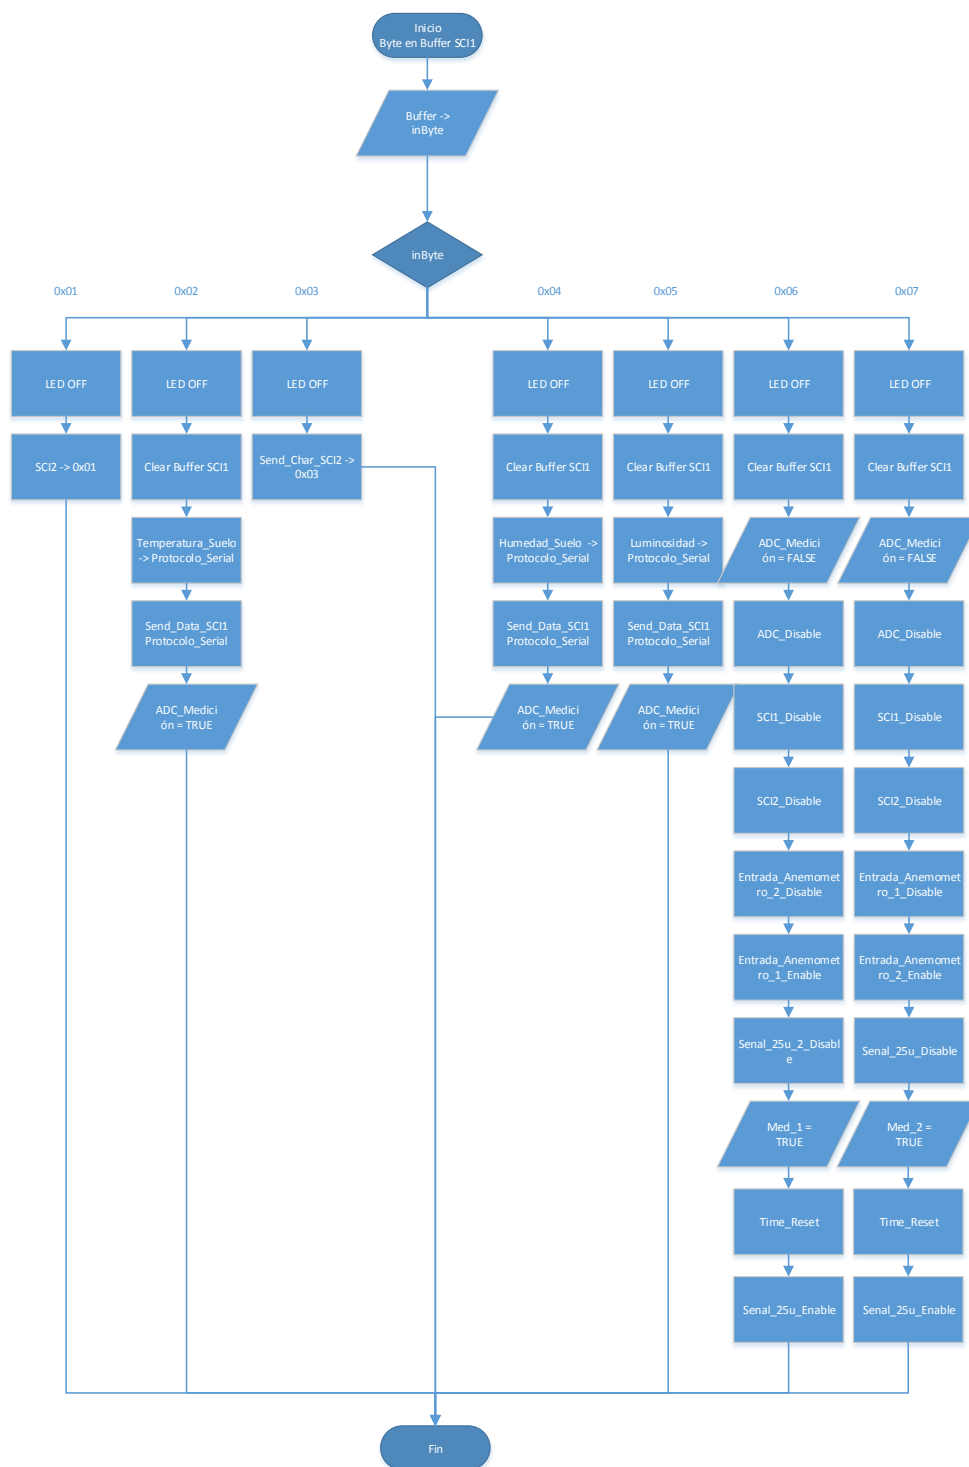 Inicio
Byte en Buffer SCI1
Buffer ->
inByte
inByte
0x01
0x02
0x03
0x04
0x05
0x06
0x07
LED OFF
LED OFF
LED OFF
LED OFF
LED OFF
LED OFF
LED OFF
SCI2 -> 0x01
Clear Buffer SCI1
Send_Char_SCI2 ->
0x03
Clear Buffer SCI1
Clear Buffer SCI1
Clear Buffer SCI1
Clear Buffer SCI1
Temperatura_Suelo
-> Protocolo_Serial
Humedad_Suelo ->
Protocolo_Serial
Luminosidad ->
Protocolo_Serial
ADC_Medici
ón = FALSE
ADC_Medici
ón = FALSE
Send_Data_SCI1
Protocolo_Serial
Send_Data_SCI1
Protocolo_Serial
Send_Data_SCI1
Protocolo_Serial
ADC_Disable
ADC_Disable
ADC_Medici
ón = TRUE
ADC_Medici
ón = TRUE
ADC_Medici
ón = TRUE
SCI1_Disable
SCI1_Disable
SCI2_Disable
SCI2_Disable
Entrada_Anemomet
ro_2_Disable
Entrada_Anemomet
ro_1_Disable
Entrada_Anemomet
ro_1_Enable
Entrada_Anemomet
ro_2_Enable
Senal_25u_2_Disabl
e
Senal_25u_Disable
Med_1 =
TRUE
Med_2 =
TRUE
Time_Reset
Time_Reset
Senal_25u_Enable
Senal_25u_Enable
Fin